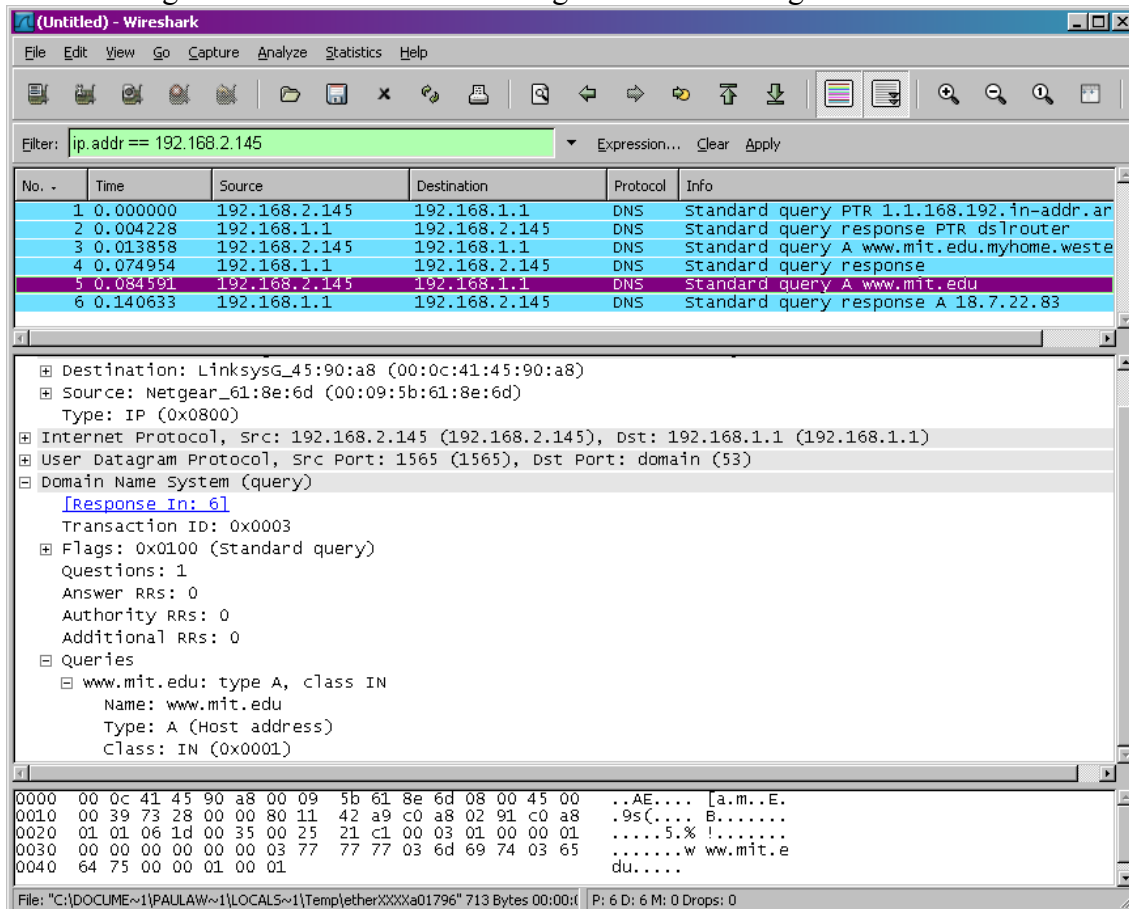 (Untitled) - Wireshark
File Edit View Go Capture Analyze Statistics Help
Filter: ip.addr == 192.168.2.145 Expression... Clear Apply
No. - Time Source Destination Protocol Info
1 0.000000 192.168.2.145 192.168.1.1 DNS Standard query PTR 1.1.168.192.in-addr.ar
2 0.004228 192.168.1.1 192.168.2.145 DNS Standard query response PTR dslrouter
3 0.013858 192.168.2.145 192.168.1.1 DNS Standard query A www.mit.edu.myhome.weste
4 0.074954 192.168.1.1 192.168.2.145 DNS Standard query response
5 0.084591 192.168.2.145 192.168.1.1 DNS Standard query A www.mit.edu
6 0.140633 192.168.1.1 192.168.2.145 DNS Standard query response A 18.7.22.83
Destination: LinksysG_45:90:a8 (00:0c:41:45:90:a8)
Source: Netgear_61:8e:6d (00:09:5b:61:8e:6d)
Type: IP (0x0800)
Internet Protocol, Src: 192.168.2.145 (192.168.2.145), Dst: 192.168.1.1 (192.168.1.1)
User Datagram Protocol, Src Port: 1565 (1565), Dst Port: domain (53)
Domain Name System (query)
[Response In: 6]
Transaction ID: 0x0003
Flags: 0x0100 (Standard query)
Questions: 1
Answer RRs: 0
Authority RRs: 0
Additional RRs: 0
Queries
www.mit.edu: type A, class IN
Name: www.mit.edu
Type: A (Host address)
Class: IN (0x0001)
0000 00 0c 41 45 90 a8 00 09 5b 61 8e 6d 08 00 45 00 ..AE.... [a.m..E.
0010 00 39 73 28 00 00 80 11 42 a9 c0 a8 02 91 c0 a8 .9s(.... B.......
0020 01 01 06 1d 00 35 00 25 21 c1 00 03 01 00 00 01 .....5.% !.......
0030 00 00 00 00 00 00 03 77 77 77 03 6d 69 74 03 65 .......w ww.mit.e
0040 64 75 00 00 01 00 01 du.....
File: "C:\DOCUME~1\PAULAW~1\LOCALS~1\Temp\etherXXXXa01796" 713 Bytes 00:00:( P: 6 D: 6 M: 0 Drops: 0